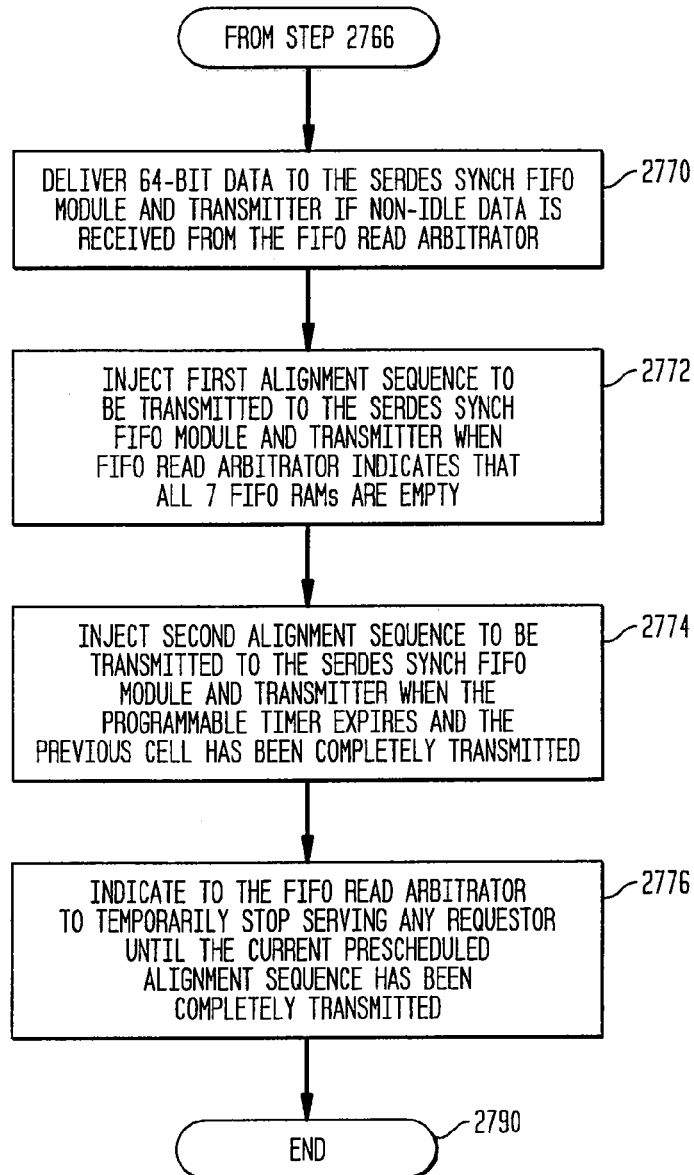 FROM STEP 2766
DELIVER 64-BIT DATA TO THE SERDES SYNCH FIFO
MODULE AND TRANSMITTER IF NON-IDLE DATA IS
RECEIVED FROM THE FIFO READ ARBITRATOR
2770
INJECT FIRST ALIGNMENT SEQUENCE TO
BE TRANSMITTED TO THE SERDES SYNCH
FIFO MODULE AND TRANSMITTER WHEN
FIFO READ ARBITRATOR INDICATES THAT
ALL 7 FIFO RAMs ARE EMPTY
2772
INJECT SECOND ALIGNMENT SEQUENCE TO BE
TRANSMITTED TO THE SERDES SYNCH FIFO
MODULE AND TRANSMITTER WHEN THE
PROGRAMMABLE TIMER EXPIRES AND THE
PREVIOUS CELL HAS BEEN COMPLETELY TRANSMITTED
2774
INDICATE TO THE FIFO READ ARBITRATOR
TO TEMPORARILY STOP SERVING ANY REQUESTOR
UNTIL THE CURRENT PRESCHEDULED
ALIGNMENT SEQUENCE HAS BEEN
COMPLETELY TRANSMITTED
2776
END
2790